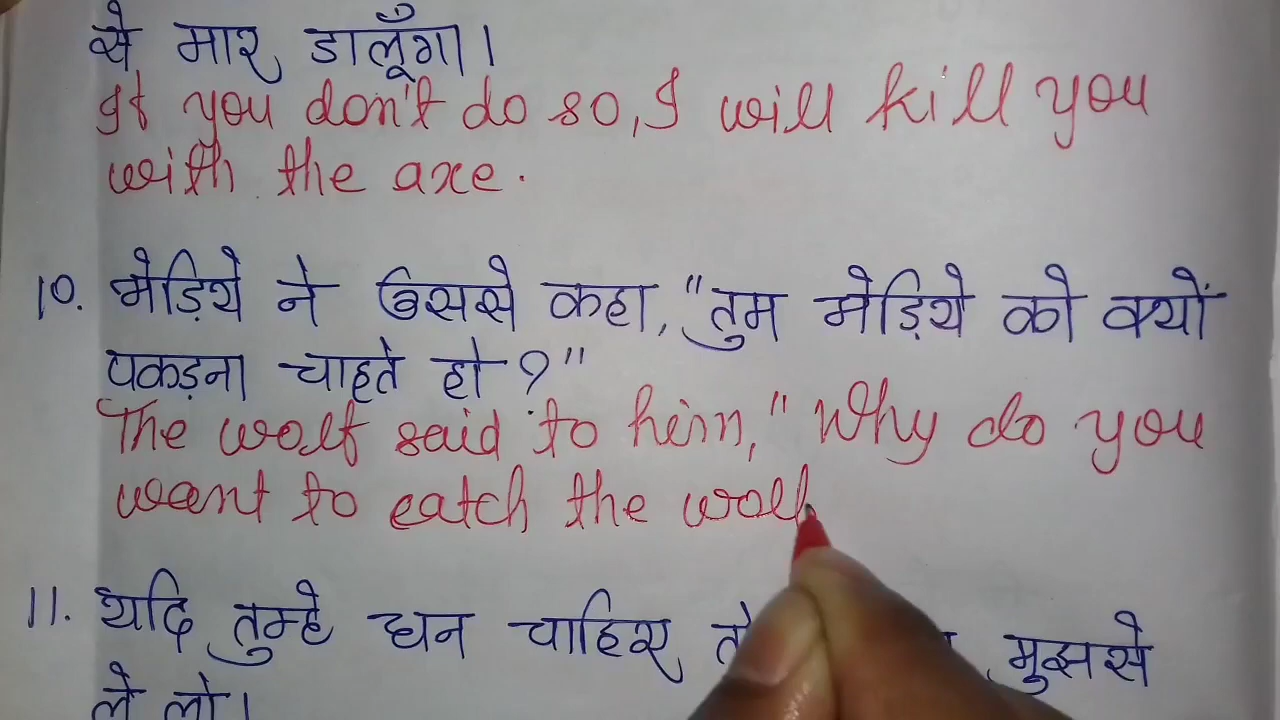 से मार डालूँगा।
If you don't do so, I will kill you
with the axe.
10. भेड़िये ने उससे कहा, "तुम भेड़िये को क्यों
पकड़ना चाहते हो ?"
The wolf said to him, "Why do you
want to catch the wolf
11. यदि तुम्हे धन चाहिए तो मुझसे
ले लो।